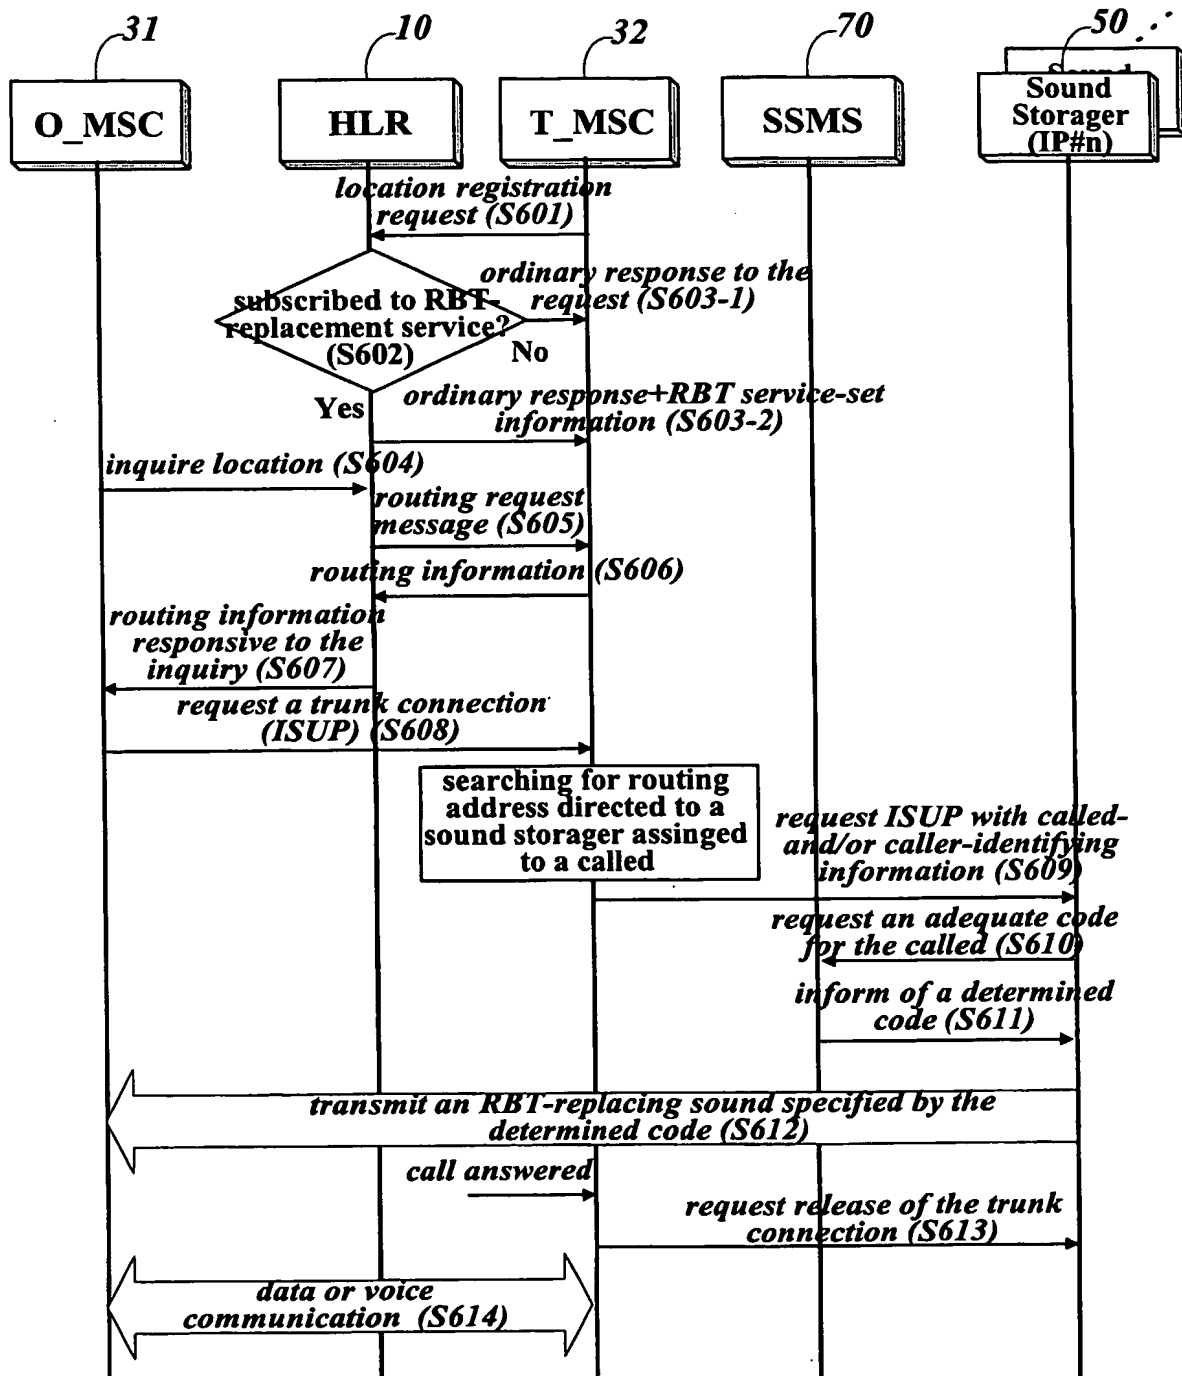 31
10
32
70
50
O_MSC
HLR
T_MSC
SSMS
Sound
Sound
Storager
(IP#n)
location registration
request (S601)
ordinary response to the
request (S603-1)
subscribed to RBT-
replacement service?
(S602)
No
Yes
ordinary response+RBT service-set
information (S603-2)
inquire location (S604)
routing request
message (S605)
routing information (S606)
routing information
responsive to the
inquiry (S607)
request a trunk connection
(ISUP) (S608)
searching for routing
address directed to a
sound storager assinged
to a called
request ISUP with called-
and/or caller-identifying
information (S609)
request an adequate code
for the called (S610)
inform of a determined
code (S611)
transmit an RBT-replacing sound specified by the
determined code (S612)
call answered
request release of the trunk
connection (S613)
data or voice
communication (S614)